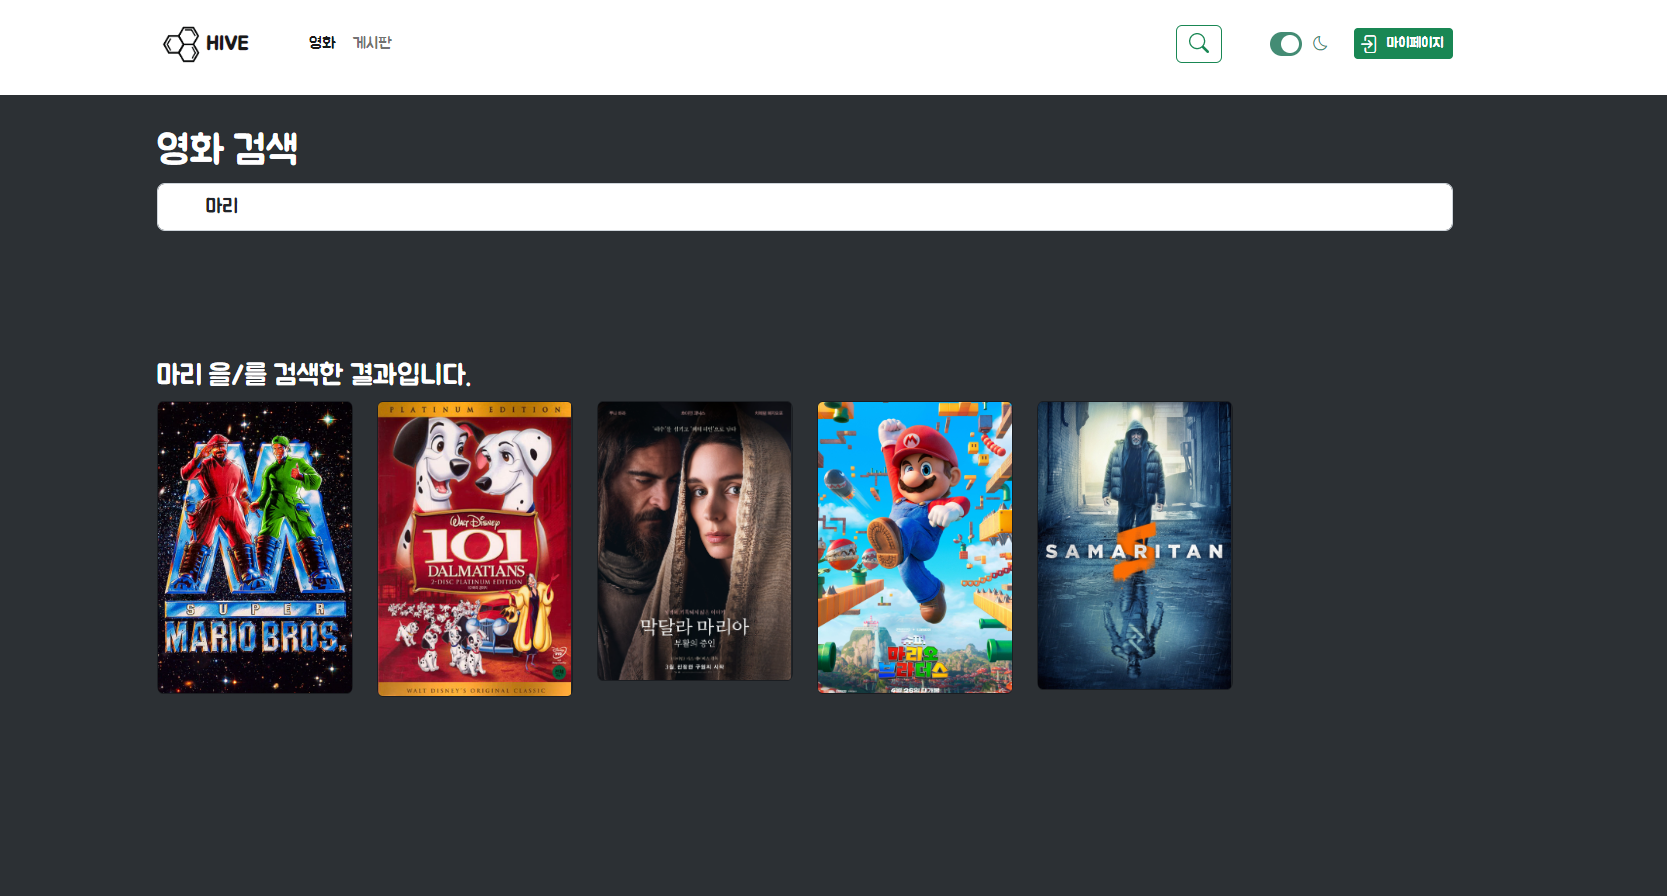 HIVE
영화 게시판
마이페이지
영화 검색
마리
마리 을/를 검색한 결과입니다.
SUPER
MARIO BROS.
PLATINUM EDITION
WALT DISNEY
101
DALMATIANS
2-DISC PLATINUM EDITION
WALT DISNEY'S ORIGINAL CLASSIC
막달라 마리아
부활의 증인
슈퍼
마리오
브라더스
5
SAMARITAN